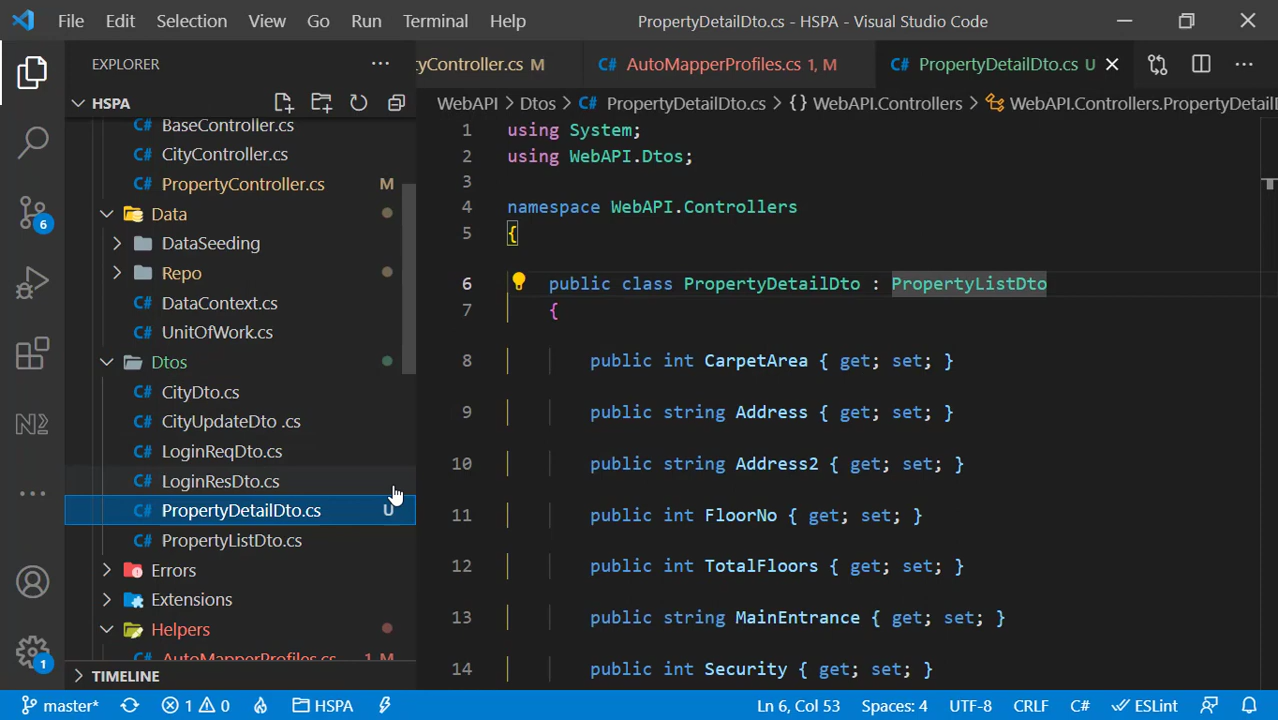 File Edit Selection View Go Run Terminal Help PropertyDetailDto.cs - HSPA - Visual Studio Code
EXPLORER
HSPA
BaseController.cs
C# CityController.cs
C# PropertyController.cs M
Data
DataSeeding
Repo
C# DataContext.cs
C# UnitOfWork.cs
Dtos
C# CityDto.cs
C# CityUpdateDto .cs
C# LoginReqDto.cs
C# LoginResDto.cs
C# PropertyDetailDto.cs U
C# PropertyListDto.cs
Errors
Extensions
Helpers
AutoMapperProfiles.cs 1, M
TIMELINE
6
1
tyController.cs M C# AutoMapperProfiles.cs 1, M C# PropertyDetailDto.cs U
WebAPI > Dtos > C# PropertyDetailDto.cs > {} WebAPI.Controllers > WebAPI.Controllers.PropertyDetail
1 using System;
2 using WebAPI.Dtos;
3
4 namespace WebAPI.Controllers
5 {
6 public class PropertyDetailDto : PropertyListDto
7 {
8 public int CarpetArea { get; set; }
9 public string Address { get; set; }
10 public string Address2 { get; set; }
11 public int FloorNo { get; set; }
12 public int TotalFloors { get; set; }
13 public string MainEntrance { get; set; }
14 public int Security { get; set; }
master* 1 0 HSPA Ln 6, Col 53 Spaces: 4 UTF-8 CRLF C# ESLint